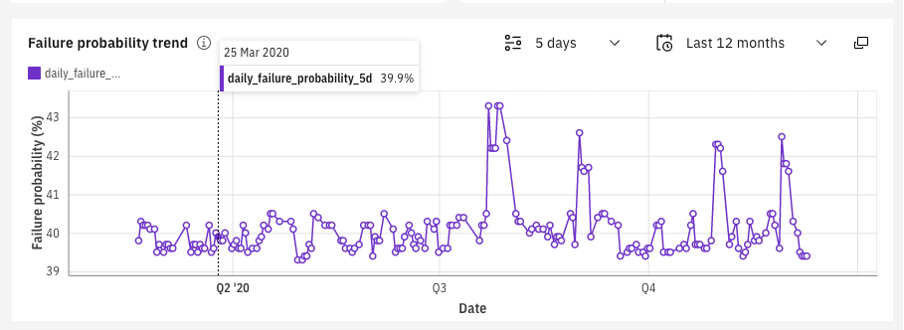 Failure probability trend
5 days
Last 12 months
25 Mar 2020
daily_failure_probability_5d 39.9%
daily_failure_...
Failure probability (%)
43
42
41
40
39
Q2 '20
Q3
Q4
Date